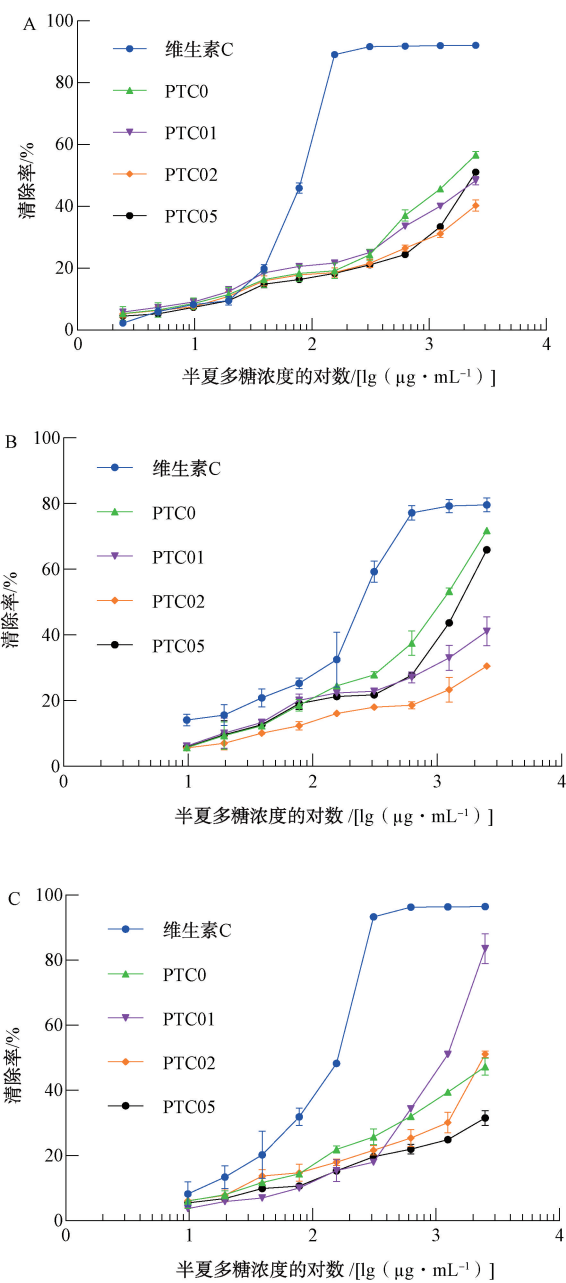 A
100
80
60
40
20
0
清除率/%
维生素C
PTC0
PTC01
PTC02
PTC05
0 1 2 3 4
半夏多糖浓度的对数/[lg（μg·mL⁻¹）]
B
100
80
60
40
20
0
清除率/%
维生素C
PTC0
PTC01
PTC02
PTC05
0 1 2 3 4
半夏多糖浓度的对数 /[lg（μg·mL⁻¹）]
C
100
80
60
40
20
0
清除率/%
维生素C
PTC0
PTC01
PTC02
PTC05
0 1 2 3 4
半夏多糖浓度的对数 /[lg（μg·mL⁻¹）]